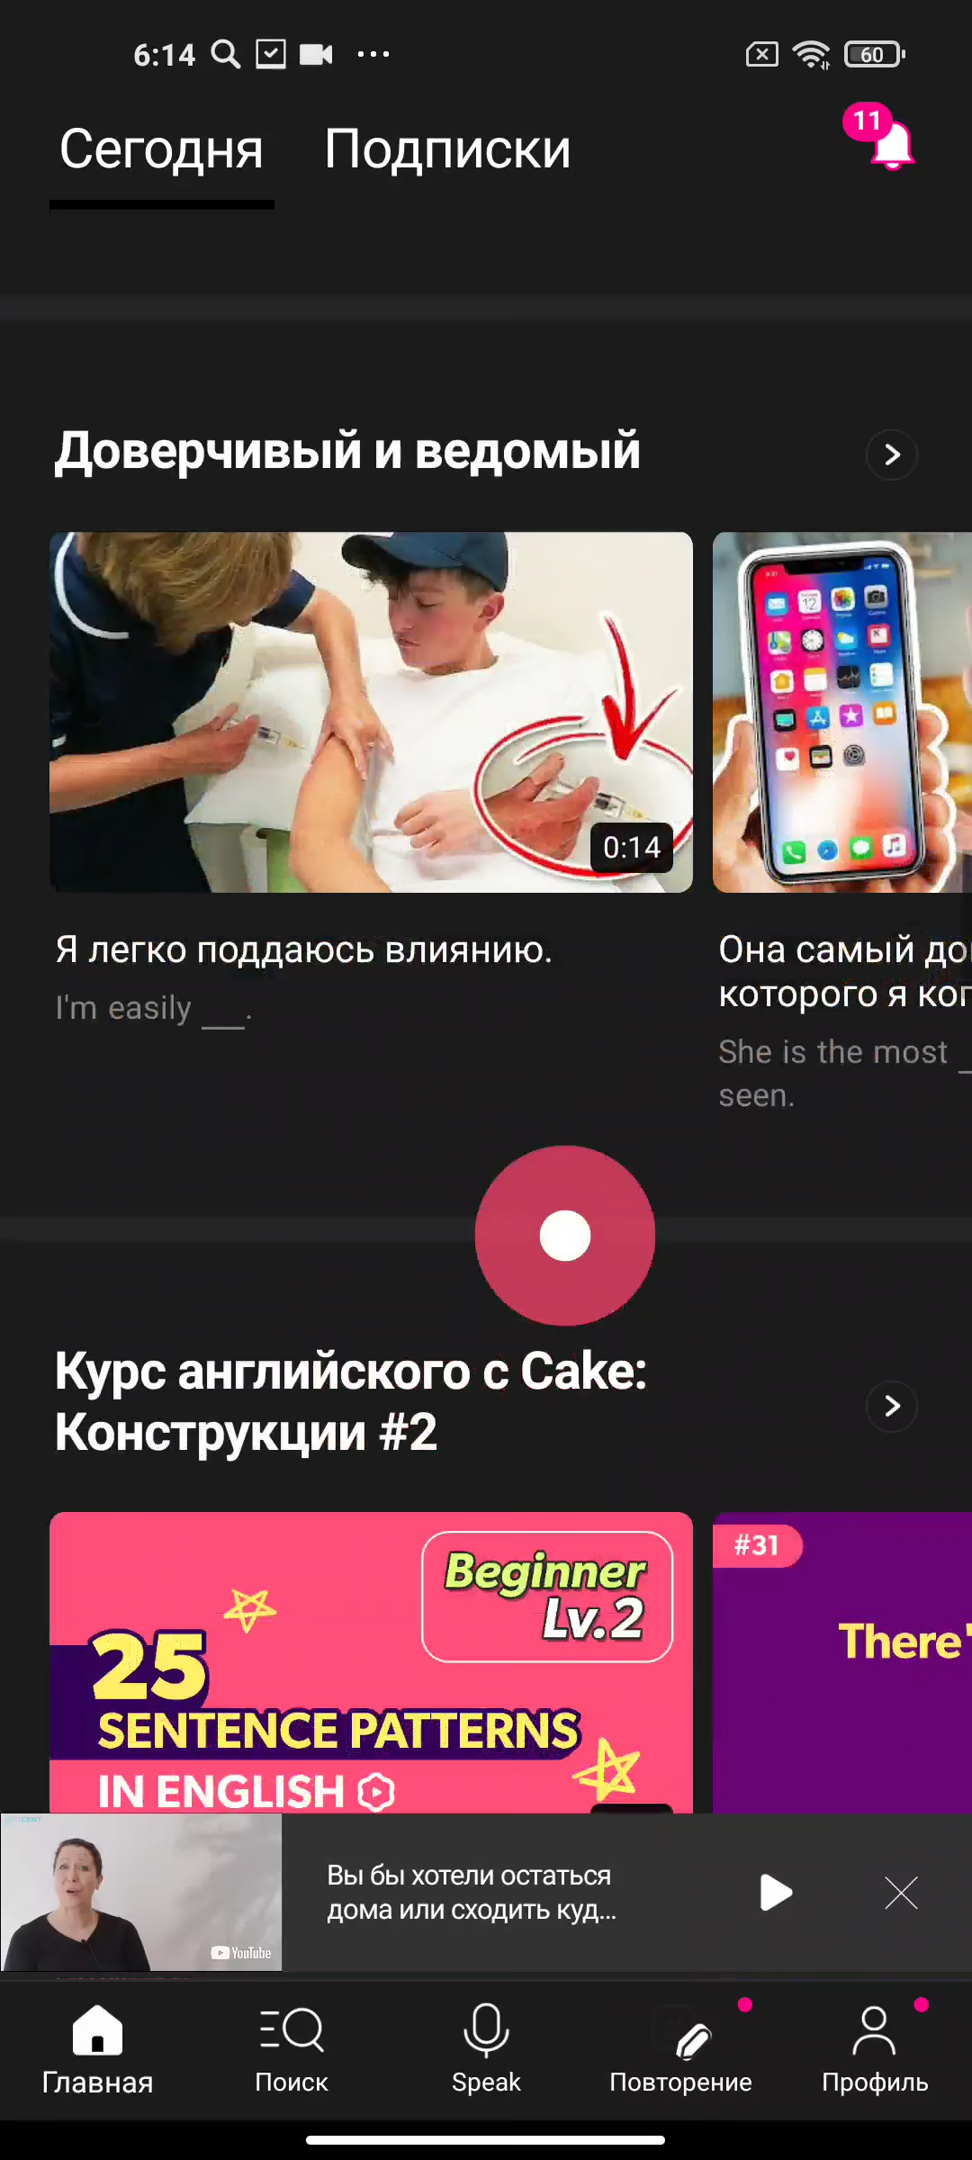 6:14
60
Сегодня
Подписки
11
Доверчивый и ведомый
0:14
Я легко поддаюсь влиянию.
I'm easily ___.
Она самый
которого я
She is the most
seen.
Курс английского с Cake:
Конструкции #2
Beginner
Lv.2
25
SENTENCE PATTERNS
IN ENGLISH
#31
There'
Вы бы хотели остаться
дома или сходить куд...
YouTube
Главная
Поиск
Speak
Повторение
Профиль